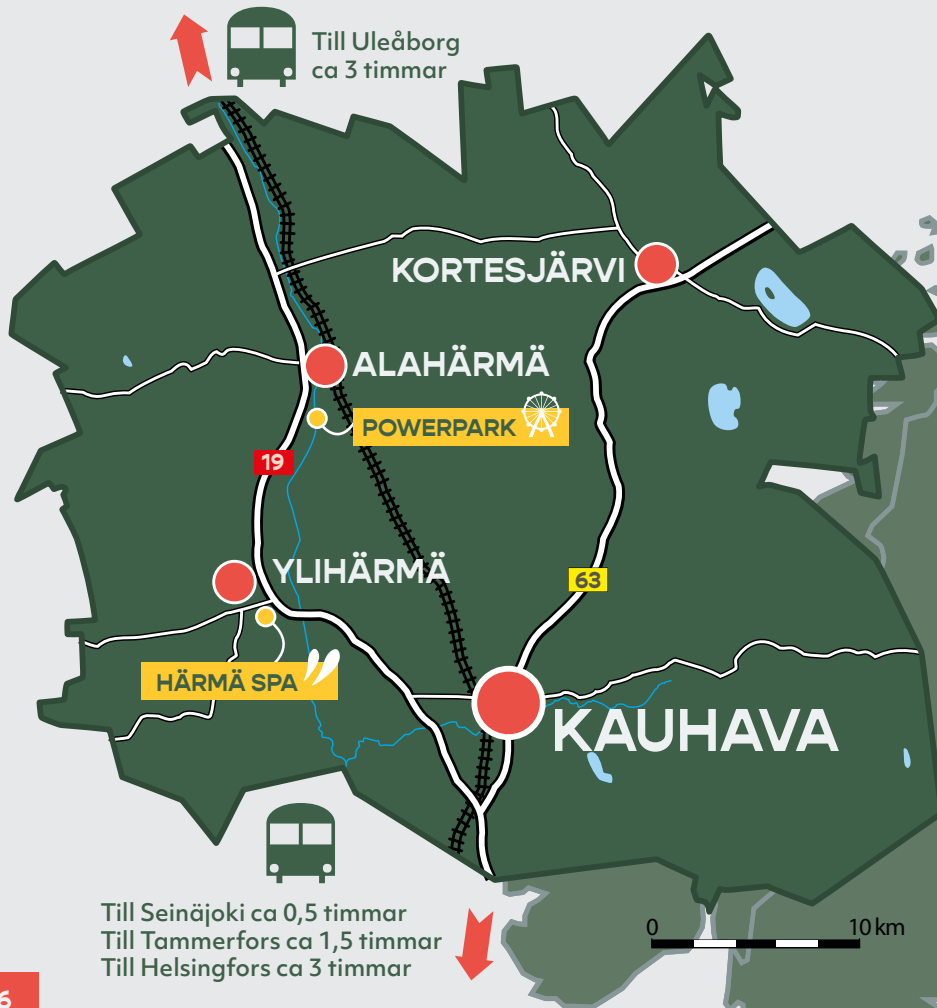 Till Uleåborg
ca 3 timmar
KORTESJÄRVI
ALAHÄRMÄ
POWERPARK
19
YLIHÄRMÄ
63
HÄRMÄ SPA
KAUHAVA
Till Seinäjoki ca 0,5 timmar
Till Tammerfors ca 1,5 timmar
Till Helsingfors ca 3 timmar
0 10 km
6